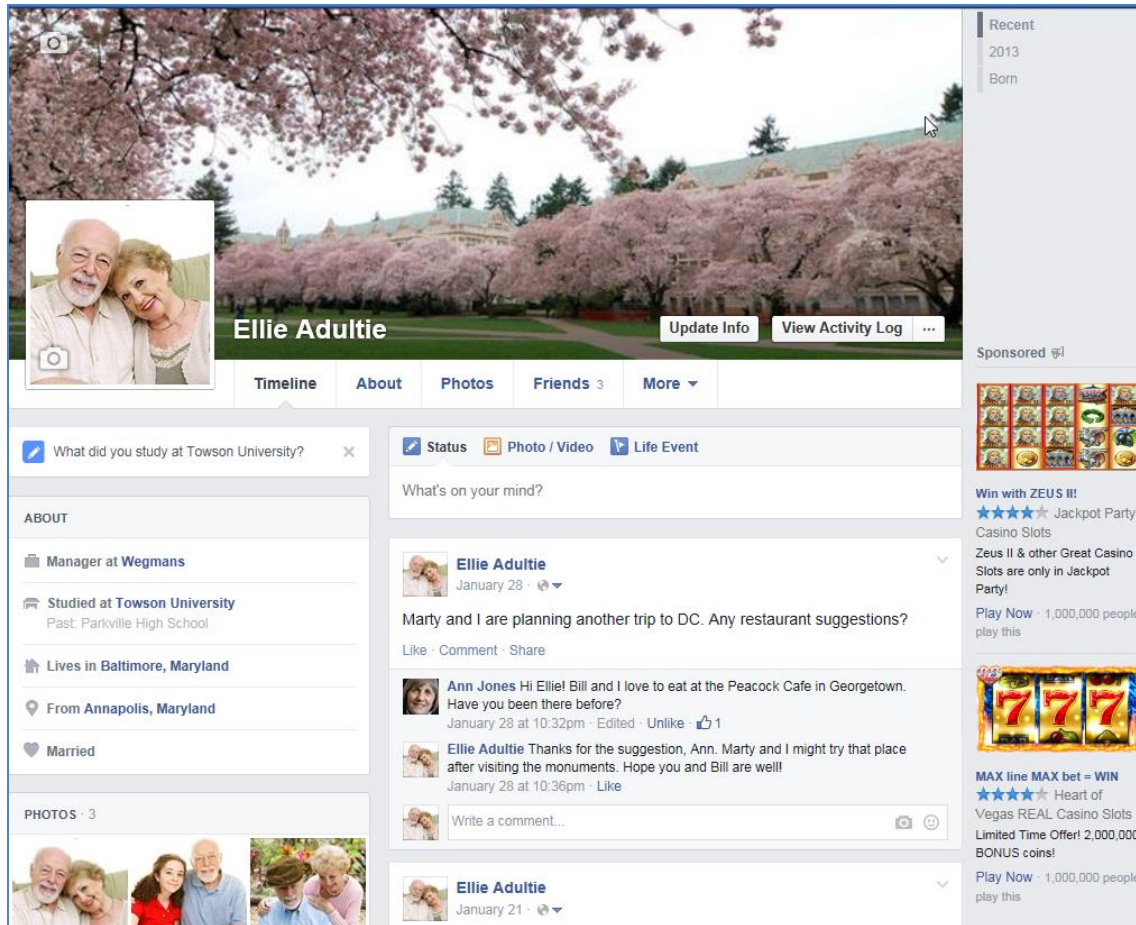 Ellie Adultie
Update Info
View Activity Log
...
Timeline
About
Photos
Friends 3
More
What did you study at Towson University?
ABOUT
Manager at Wegmans
Studied at Towson University
Past: Parkville High School
Lives in Baltimore, Maryland
From Annapolis, Maryland
Married
PHOTOS · 3
Status
Photo / Video
Life Event
What's on your mind?
Ellie Adultie
January 28 ·
Marty and I are planning another trip to DC. Any restaurant suggestions?
Like · Comment · Share
Ann Jones Hi Ellie! Bill and I love to eat at the Peacock Cafe in Georgetown.
Have you been there before?
January 28 at 10:32pm · Edited · Unlike · 1
Ellie Adultie Thanks for the suggestion, Ann. Marty and I might try that place
after visiting the monuments. Hope you and Bill are well!
January 28 at 10:36pm · Like
Write a comment...
Ellie Adultie
January 21 ·
Recent
2013
Born
Sponsored
Win with ZEUS II!
Jackpot Party
Casino Slots
Zeus II & other Great Casino
Slots are only in Jackpot
Party!
Play Now · 1,000,000 people
play this
7 7 7
MAX line MAX bet = WIN
Heart of
Vegas REAL Casino Slots
Limited Time Offer! 2,000,000
BONUS coins!
Play Now · 1,000,000 people
play this